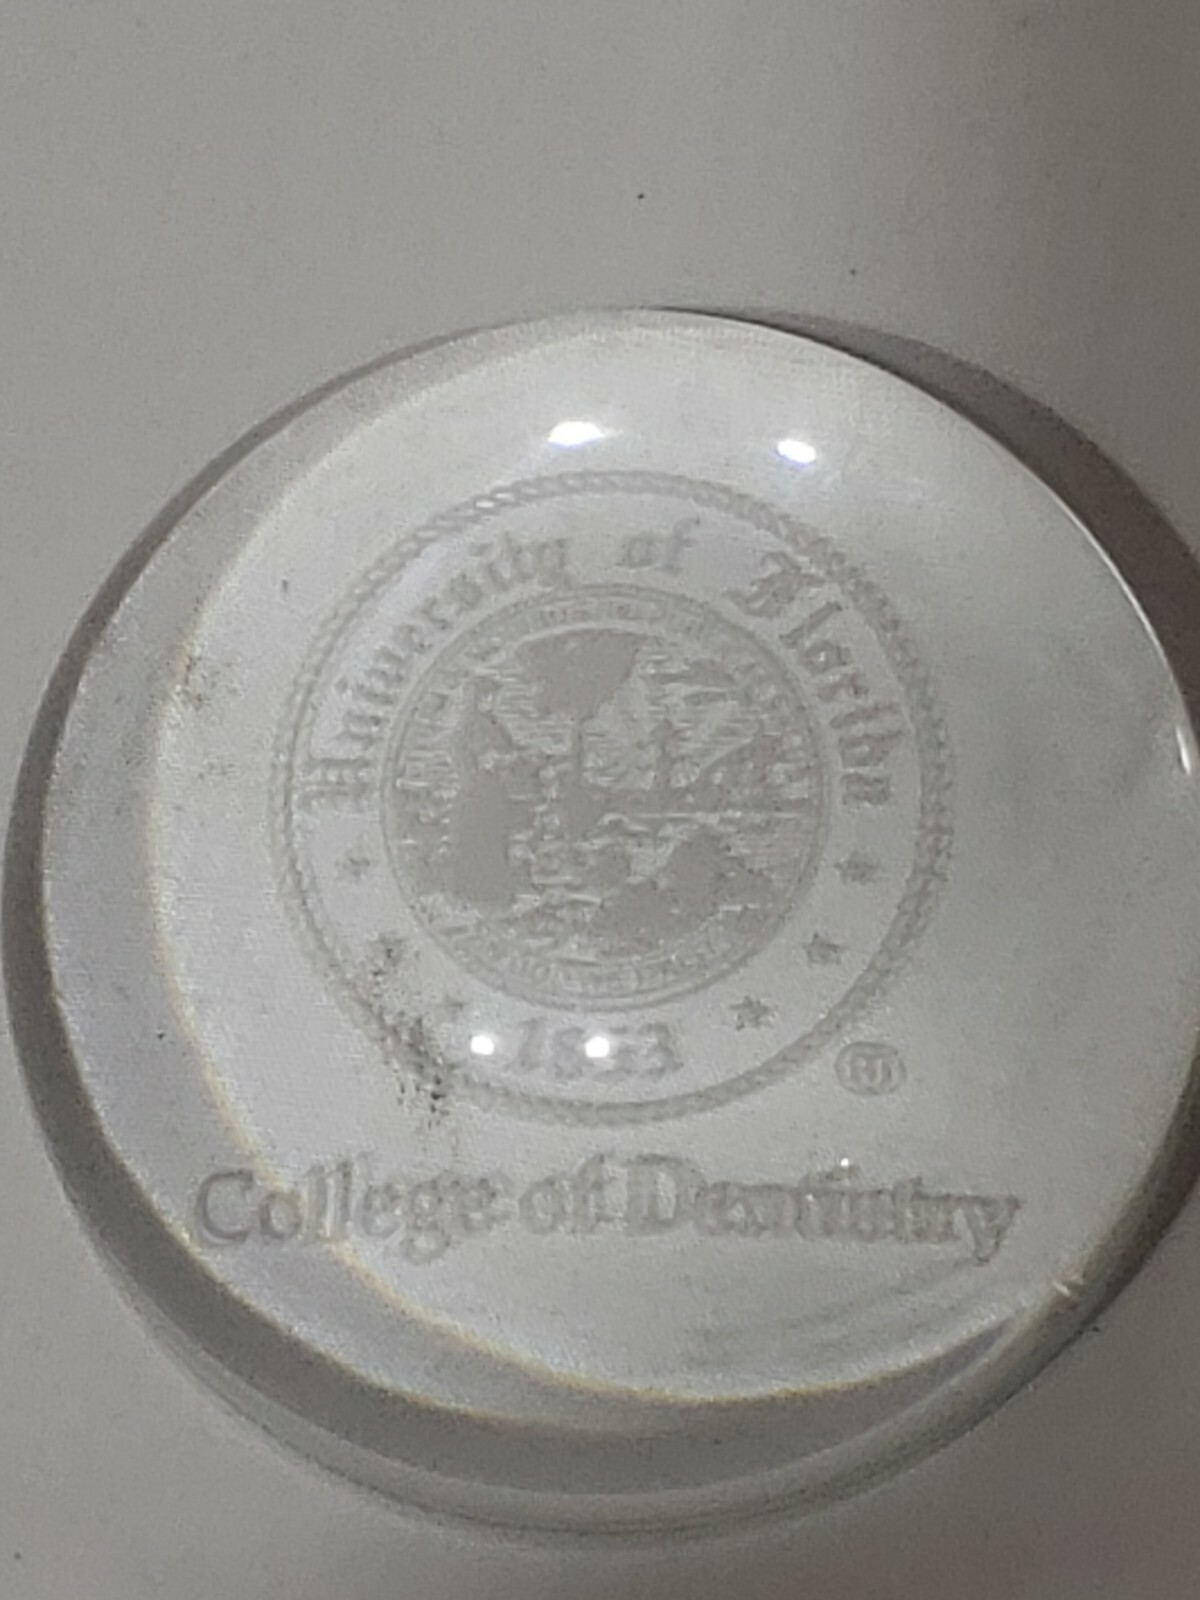 University of Florida
1853
College of Dentistry